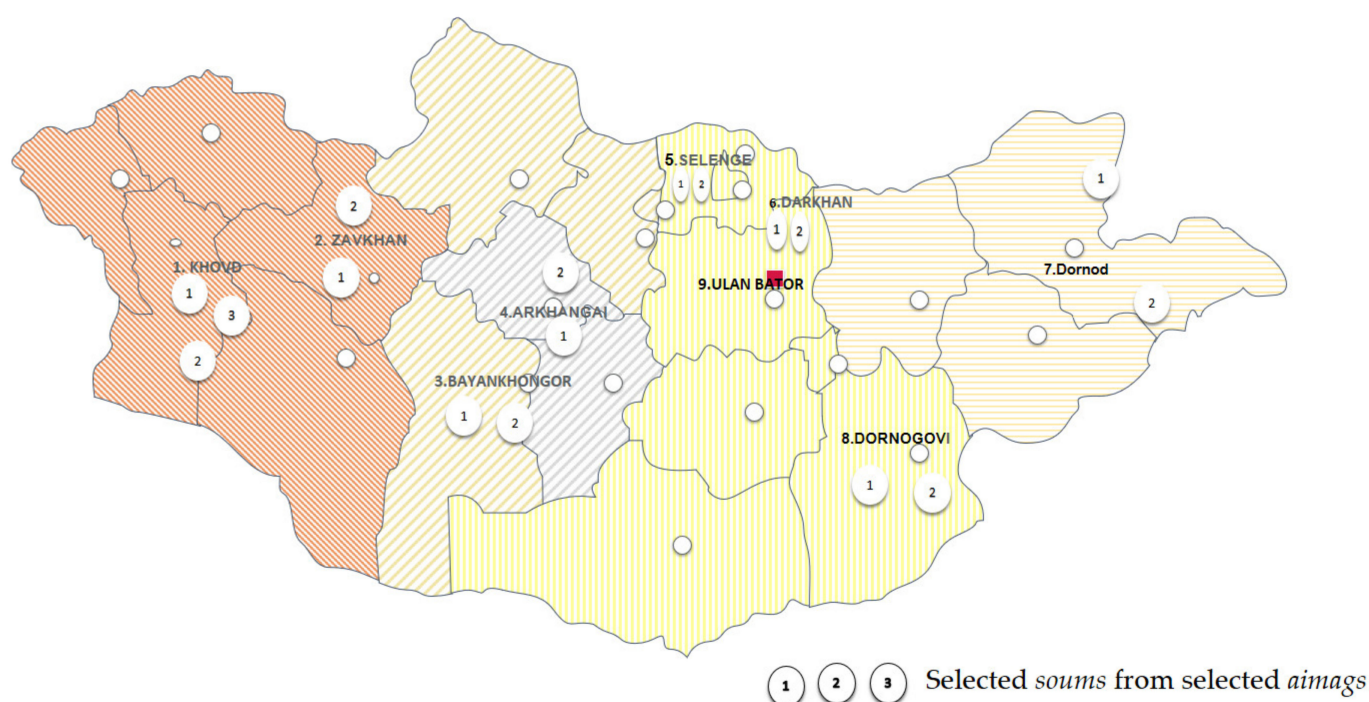 5.SELENGE
1 2
1
6.DARKHAN
2
1 2
2. ZAVKHAN
1. KHOVD
1
1
3
2
2
4.ARKHANGAI
1
9.ULAN BATOR
7.Dornod
2
3.BAYANKHONGOR
1
2
8.DORNOGOVI
1
2
1 2 3 Selected soums from selected aimags